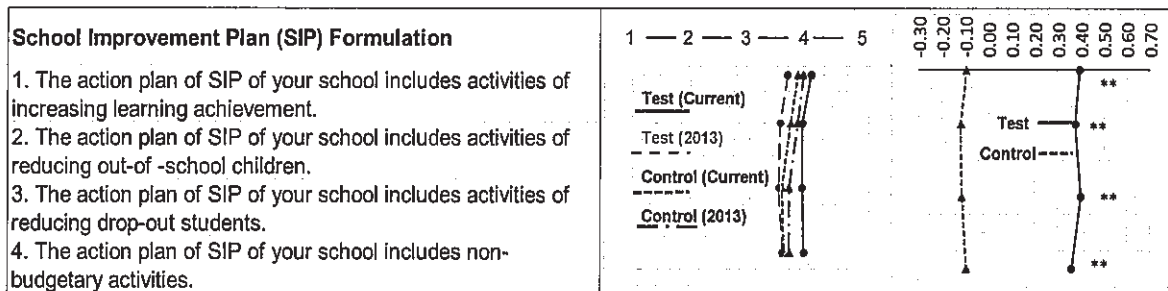 School Improvement Plan (SIP) Formulation
1. The action plan of SIP of your school includes activities of
increasing learning achievement.
2. The action plan of SIP of your school includes activities of
reducing out-of -school children.
3. The action plan of SIP of your school includes activities of
reducing drop-out students.
4. The action plan of SIP of your school includes non-
budgetary activities.
1 — 2 — 3 — 4 — 5
Test (Current)
Test (2013)
Control (Current)
Control (2013)
-0.30
-0.20
-0.10
0.00
0.10
0.20
0.30
0.40
0.50
0.60
0.70
**
Test
**
Control
**
**